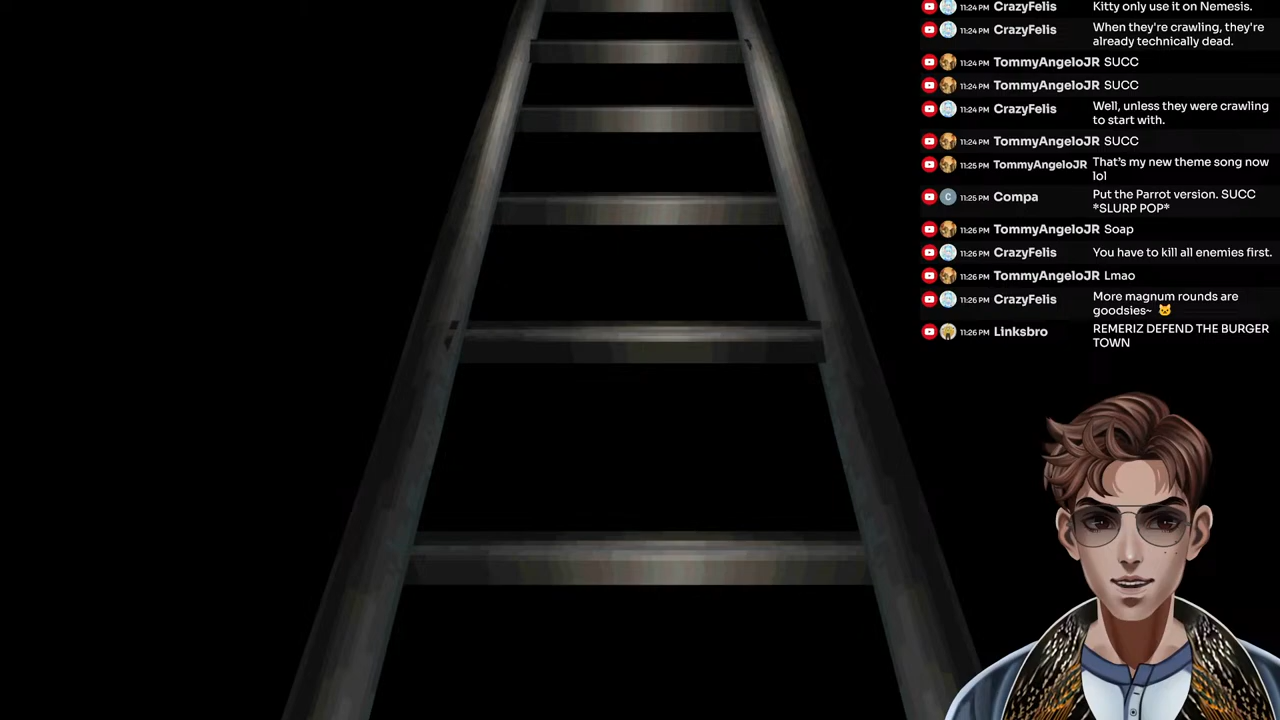 11:24 PM CrazyFelis Kitty only use it on Nemesis.
11:24 PM CrazyFelis When they're crawling, they're
already technically dead.
11:24 PM TommyAngeloJR SUCC
11:24 PM TommyAngeloJR SUCC
11:24 PM CrazyFelis Well, unless they were crawling
to start with.
11:24 PM TommyAngeloJR SUCC
11:25 PM TommyAngeloJR That's my new theme song now
lol
C 11:25 PM Compa Put the Parrot version. SUCC
*SLURP POP*
11:26 PM TommyAngeloJR Soap
11:26 PM CrazyFelis You have to kill all enemies first.
11:26 PM TommyAngeloJR Lmao
11:26 PM CrazyFelis More magnum rounds are
goodsies~ 🐱
11:26 PM Linksbro REMERIZ DEFEND THE BURGER
TOWN